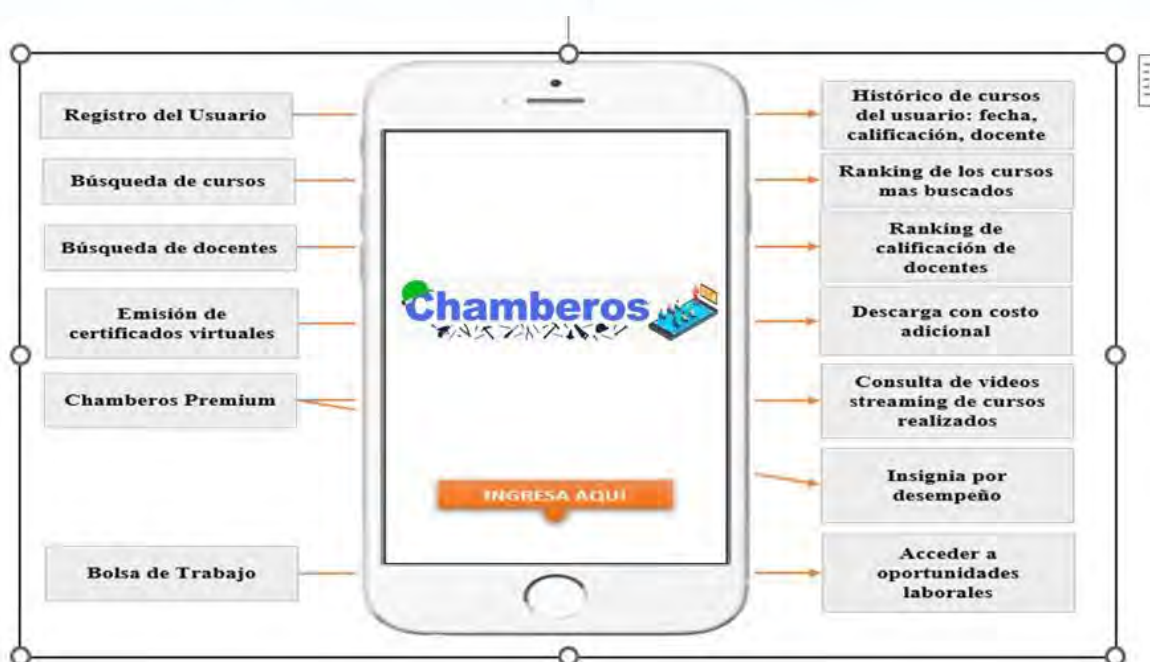 Registro del Usuario
Búsqueda de cursos
Búsqueda de docentes
Emisión de
certificados virtuales
Chamberos Premium
Bolsa de Trabajo
Chamberos
INGRESA AQUI
Histórico de cursos
del usuario: fecha,
calificación, docente
Ranking de los cursos
mas buscados
Ranking de
calificación de
docentes
Descarga con costo
adicional
Consulta de videos
streaming de cursos
realizados
Insignia por
desempeño
Acceder a
oportunidades
laborales